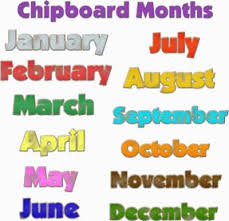 Chipboard Months
January
February
March
April
May
June
July
August
September
October
November
December